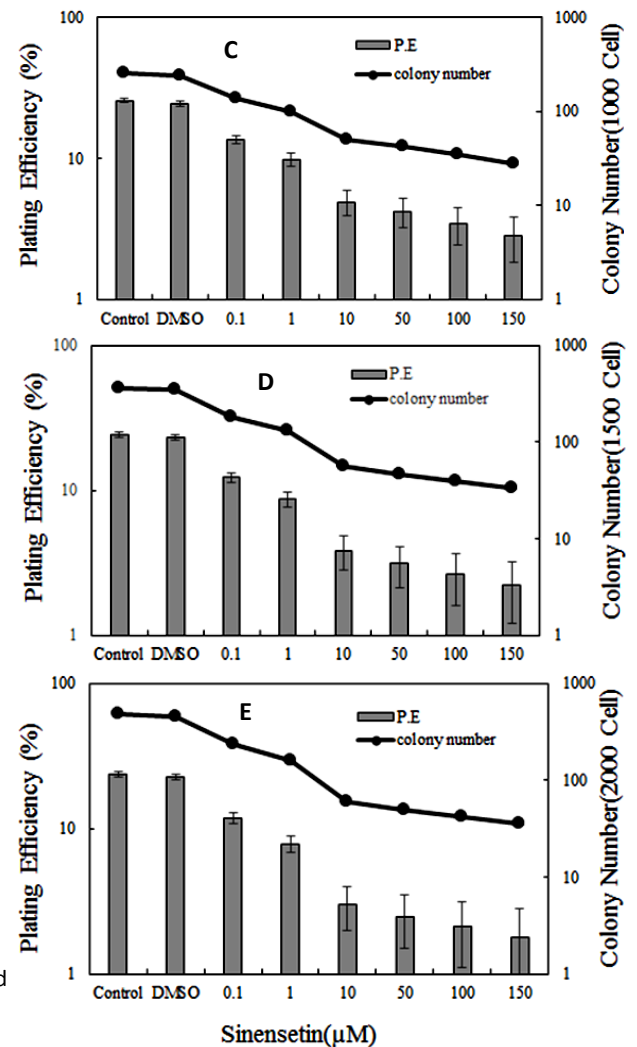 100
1000
C
P.E
colony number
100
10
10
1
1
Plating Efficiency (%)
Colony Number(1000 Cell)
Control DMSO 0.1 1 10 50 100 150
100
1000
D
P.E
colony number
100
10
10
1
1
Plating Efficiency (%)
Colony Number(1500 Cell)
Control DMSO 0.1 1 10 50 100 150
100
1000
E
P.E
colony number
100
10
10
1
1
Plating Efficiency (%)
Colony Number(2000 Cell)
d
Control DMSO 0.1 1 10 50 100 150
Sinensetin(µM)